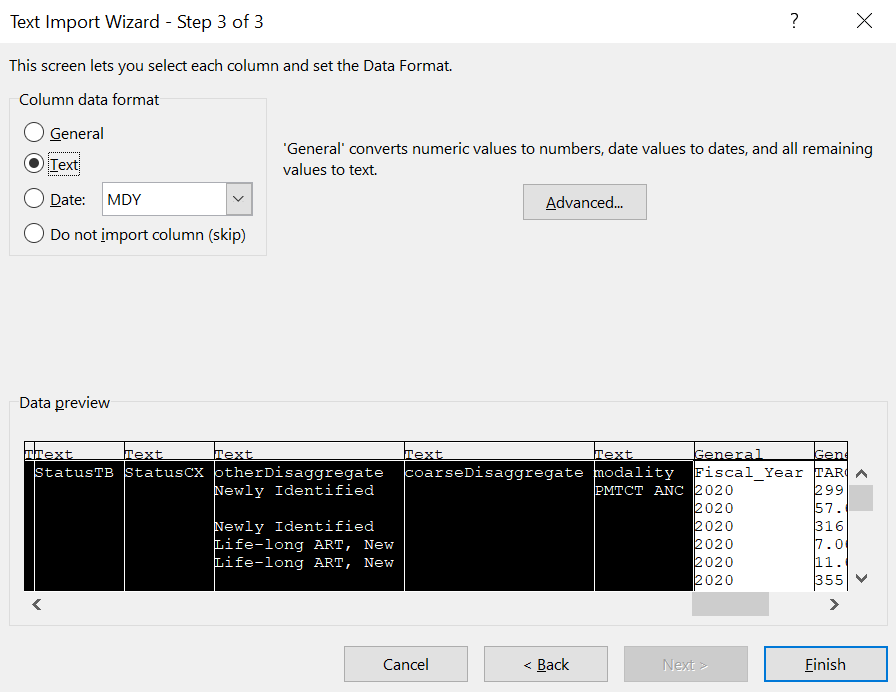 Text Import Wizard - Step 3 of 3 ?
This screen lets you select each column and set the Data Format.
Column data format
General
Text
Date: MDY
Do not import column (skip)
'General' converts numeric values to numbers, date values to dates, and all remaining
values to text.
Advanced...
Data preview
T Text Text Text Text Text General Gene
StatusTB StatusCX otherDisaggregate coarseDisaggregate modality Fiscal_Year TARG
Newly Identified PMTCT ANC 2020 299
2020 57.
Newly Identified 2020 316
Life-long ART, New 2020 7.0
Life-long ART, New 2020 11.
2020 355
Cancel < Back Next > Finish